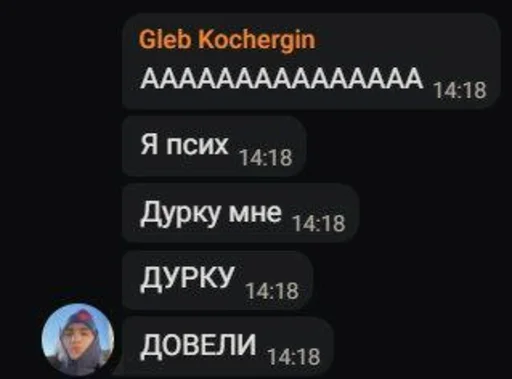 Gleb Kochergin
АААААААААААААААА 14:18
Я псих 14:18
Дурку мне 14:18
ДУРКУ 14:18
ДОВЕЛИ 14:18